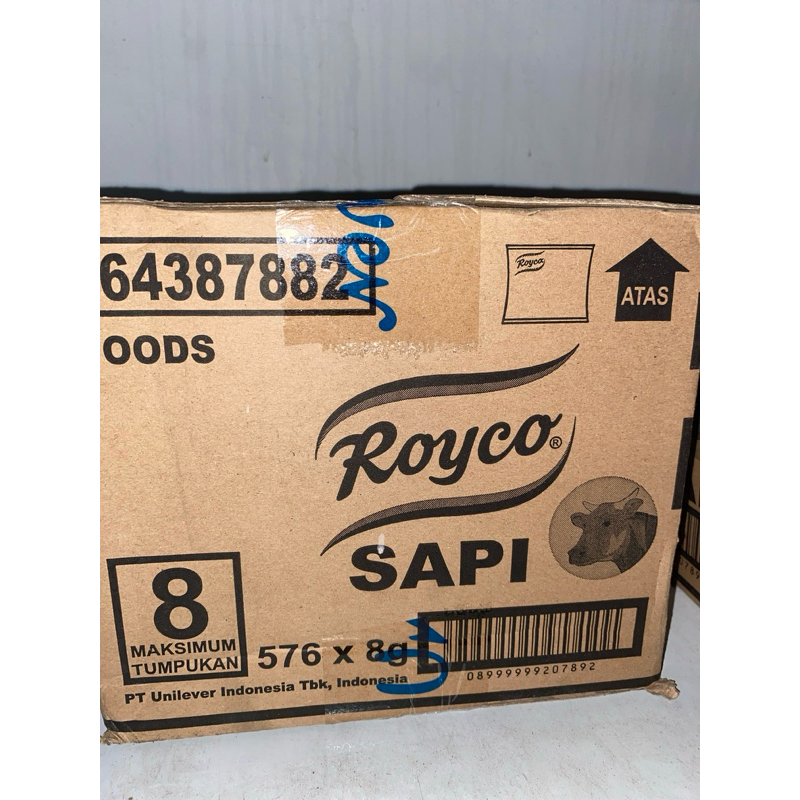 64387882
Royco
ATAS
OODS
Royco®
SAPI
8
MAKSIMUM
TUMPUKAN
576 x 8g
08999999207892
PT Unilever Indonesia Tbk, Indonesia